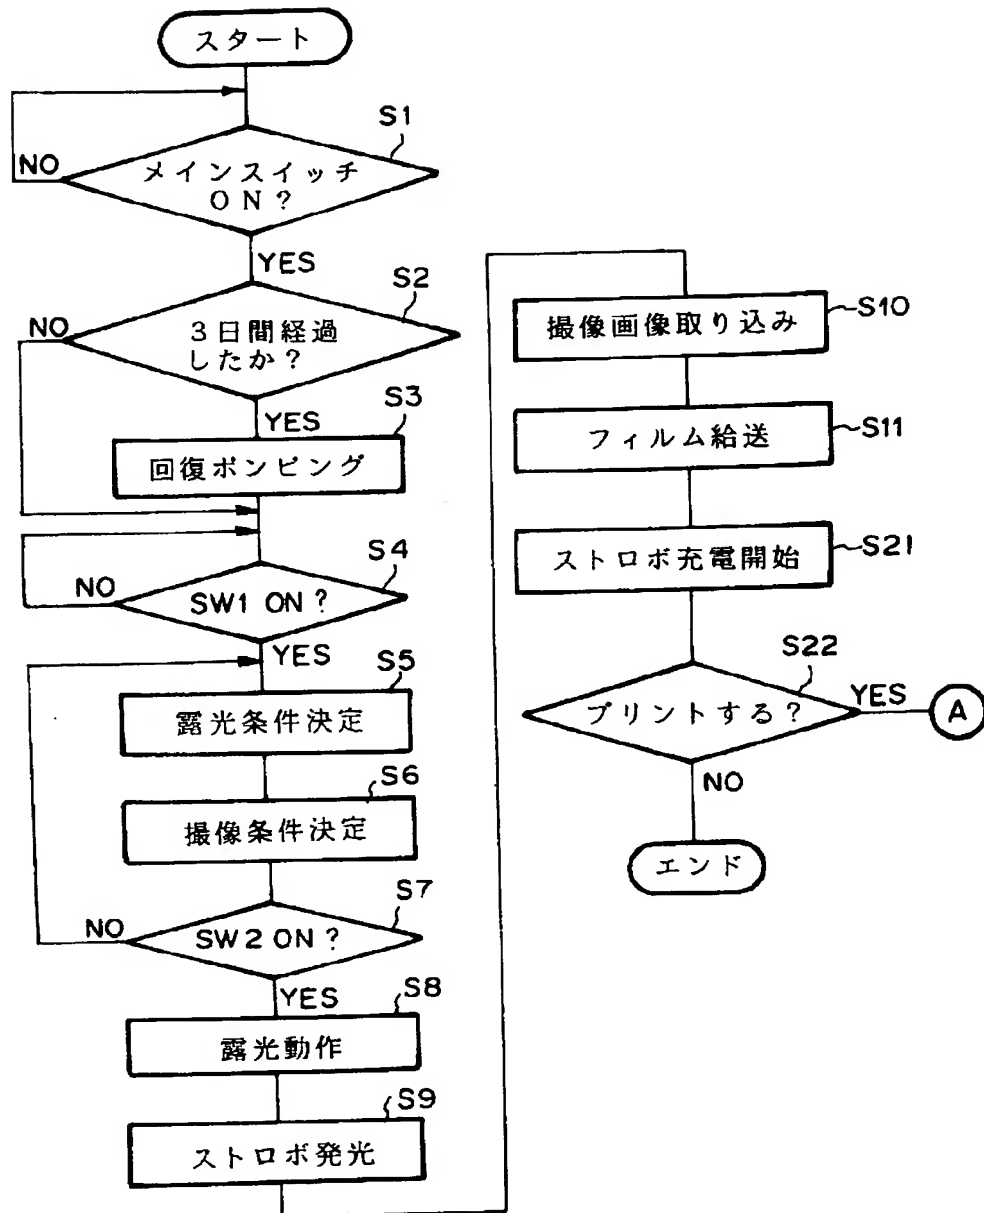 スタート
S1
NO
メインスイッチ
ON？
YES
S2
NO
3日間経過
したか？
YES
S3
回復ポンピング
S4
NO
SW1 ON？
YES
S5
露光条件決定
S6
撮像条件決定
S7
NO
SW2 ON？
YES
S8
露光動作
S9
ストロボ発光
撮像画像取り込み
S10
フィルム給送
S11
ストロボ充電開始
S21
S22
プリントする？
YES
A
NO
エンド